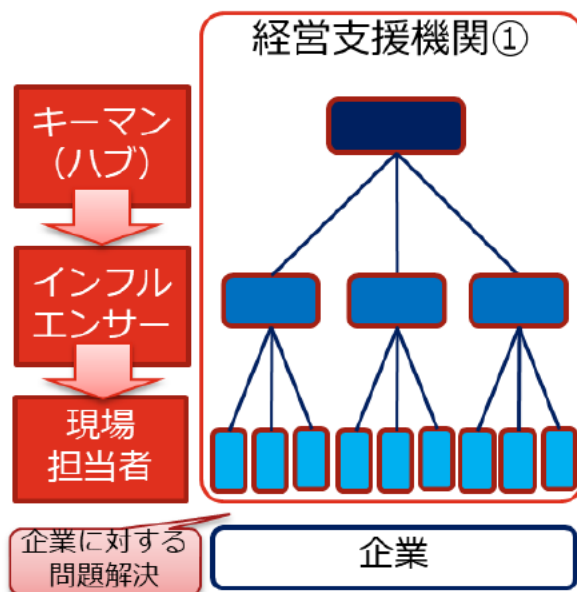 経営支援機関①
キーマン
（ハブ）
インフル
エンサー
現場
担当者
企業に対する
問題解決
企業